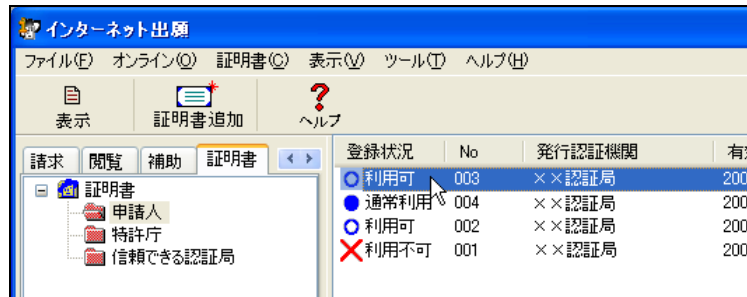 インターネット出願
ファイル(F) オンライン(O) 証明書(C) 表示(V) ツール(T) ヘルプ(H)
表示 証明書追加 ヘルプ
請求 閲覧 補助 証明書
証明書
申請人
特許庁
信頼できる認証局
登録状況 No 発行認証機関 有
利用可 003 ××認証局 200
通常利用 004 ××認証局 200
利用可 002 ××認証局 200
利用不可 001 ××認証局 200